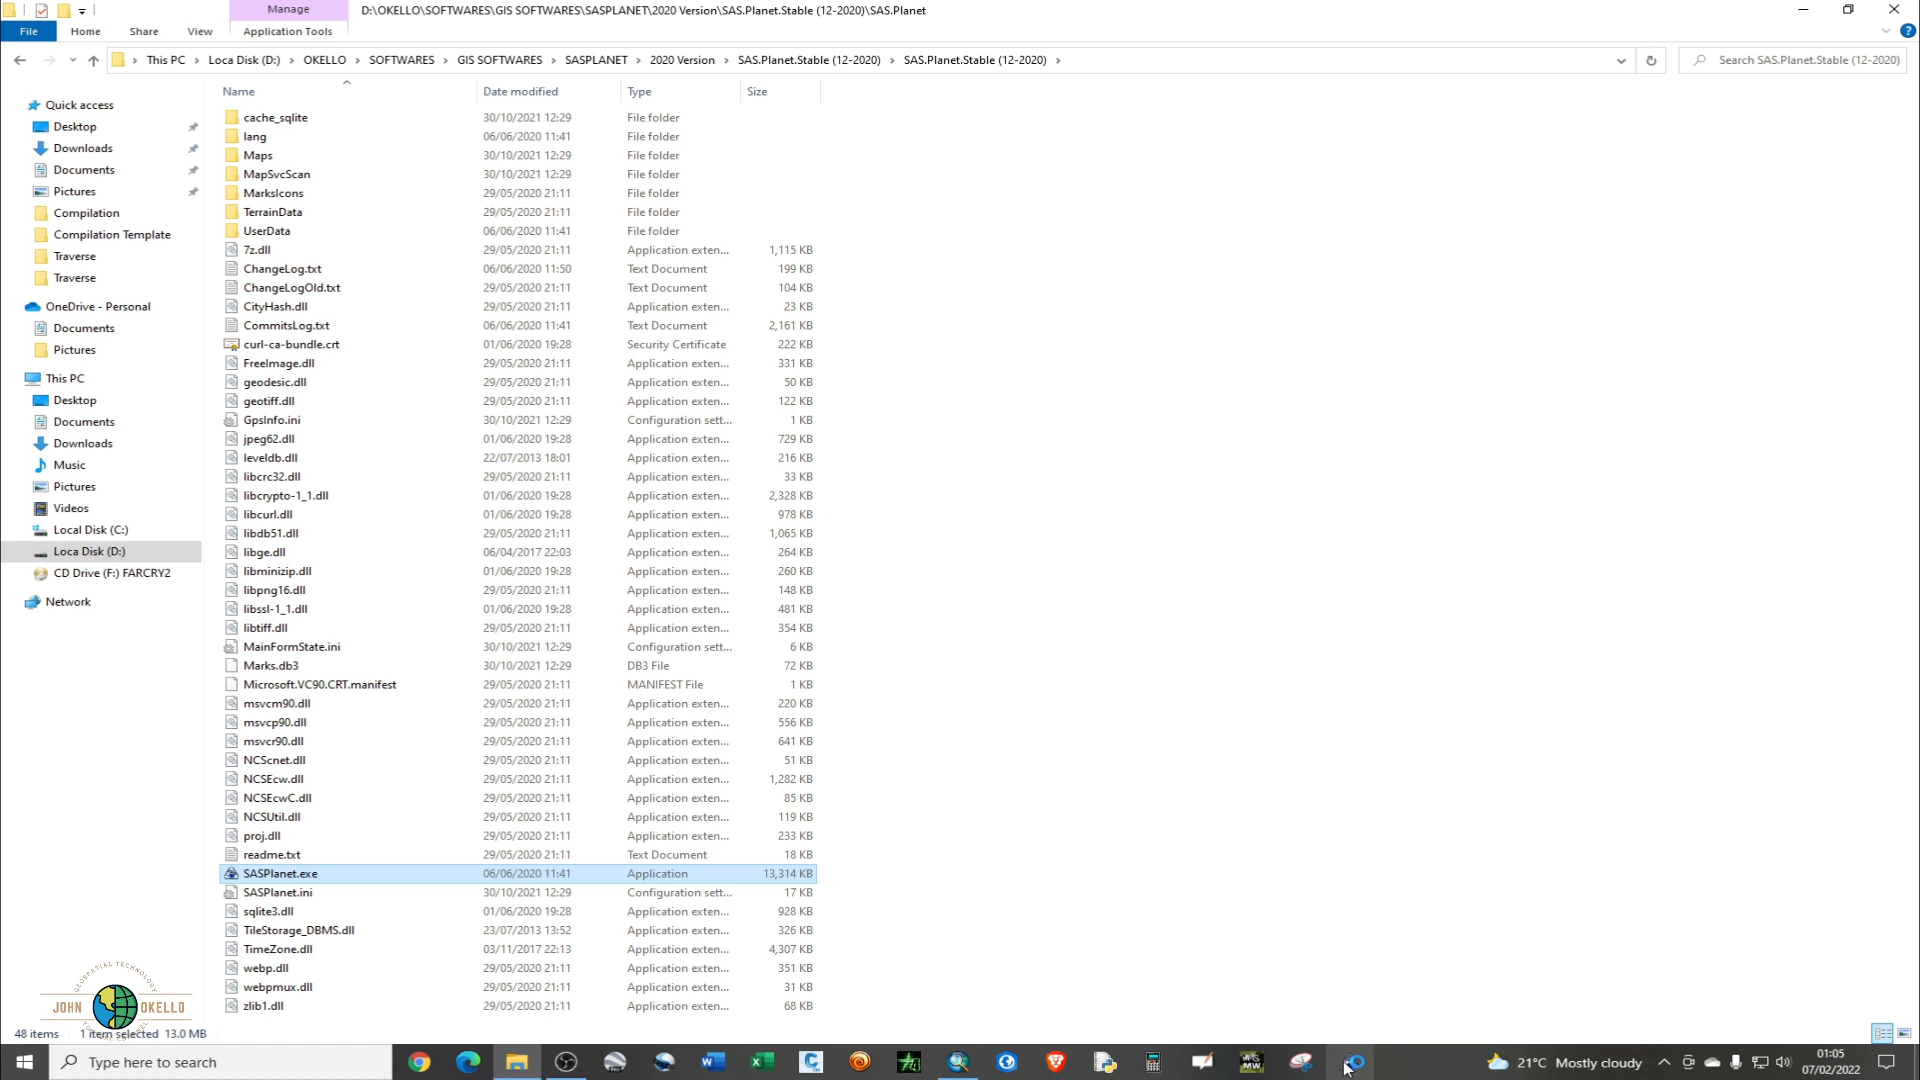 Manage
D:\OKELLO\SOFTWARES\GIS SOFTWARES\SASPLANET\2020 Version\SAS.Planet.Stable (12-2020)\SAS.Planet
File Home Share View Application Tools
This PC Loca Disk (D:) OKELLO SOFTWARES GIS SOFTWARES SASPLANET 2020 Version SAS.Planet.Stable (12-2020) SAS.Planet.Stable (12-2020)
Search SAS.Planet.Stable (12-2020)
Quick access
Desktop
Downloads
Documents
Pictures
Compilation
Compilation Template
Traverse
Traverse
OneDrive - Personal
Documents
Pictures
This PC
Desktop
Documents
Downloads
Music
Pictures
Videos
Local Disk (C:)
Loca Disk (D:)
CD Drive (F:) FARCRY2
Network
Name Date modified Type Size
cache_sqlite 30/10/2021 12:29 File folder
lang 06/06/2020 11:41 File folder
Maps 30/10/2021 12:29 File folder
MapSvcScan 30/10/2021 12:29 File folder
MarksIcons 29/05/2020 21:11 File folder
TerrainData 29/05/2020 21:11 File folder
UserData 06/06/2020 11:41 File folder
7z.dll 29/05/2020 21:11 Application exten... 1,115 KB
ChangeLog.txt 06/06/2020 11:50 Text Document 199 KB
ChangeLogOld.txt 29/05/2020 21:11 Text Document 104 KB
CityHash.dll 29/05/2020 21:11 Application exten... 23 KB
CommitsLog.txt 06/06/2020 11:41 Text Document 2,161 KB
curl-ca-bundle.crt 01/06/2020 19:28 Security Certificate 222 KB
FreeImage.dll 29/05/2020 21:11 Application exten... 331 KB
geodesic.dll 29/05/2020 21:11 Application exten... 50 KB
geotiff.dll 29/05/2020 21:11 Application exten... 122 KB
GpsInfo.ini 30/10/2021 12:29 Configuration sett... 1 KB
jpeg62.dll 01/06/2020 19:28 Application exten... 729 KB
leveldb.dll 22/07/2013 18:01 Application exten... 216 KB
libcrc32.dll 29/05/2020 21:11 Application exten... 33 KB
libcrypto-1_1.dll 01/06/2020 19:28 Application exten... 2,328 KB
libcurl.dll 01/06/2020 19:28 Application exten... 978 KB
libdb51.dll 29/05/2020 21:11 Application exten... 1,065 KB
libge.dll 06/04/2017 22:03 Application exten... 264 KB
libminizip.dll 01/06/2020 19:28 Application exten... 260 KB
libpng16.dll 29/05/2020 21:11 Application exten... 148 KB
libssl-1_1.dll 01/06/2020 19:28 Application exten... 481 KB
libtiff.dll 29/05/2020 21:11 Application exten... 354 KB
MainFormState.ini 30/10/2021 12:29 Configuration sett... 6 KB
Marks.db3 30/10/2021 12:29 DB3 File 72 KB
Microsoft.VC90.CRT.manifest 29/05/2020 21:11 MANIFEST File 1 KB
msvcm90.dll 29/05/2020 21:11 Application exten... 220 KB
msvcp90.dll 29/05/2020 21:11 Application exten... 556 KB
msvcr90.dll 29/05/2020 21:11 Application exten... 641 KB
NCScnet.dll 29/05/2020 21:11 Application exten... 51 KB
NCSEcw.dll 29/05/2020 21:11 Application exten... 1,282 KB
NCSEcwC.dll 29/05/2020 21:11 Application exten... 85 KB
NCSUtil.dll 29/05/2020 21:11 Application exten... 119 KB
proj.dll 29/05/2020 21:11 Application exten... 233 KB
readme.txt 29/05/2020 21:11 Text Document 18 KB
SASPlanet.exe 06/06/2020 11:41 Application 13,314 KB
SASPlanet.ini 30/10/2021 12:29 Configuration sett... 17 KB
sqlite3.dll 01/06/2020 19:28 Application exten... 928 KB
TileStorage_DBMS.dll 23/07/2013 13:52 Application exten... 326 KB
TimeZone.dll 03/11/2017 22:13 Application exten... 4,307 KB
webp.dll 29/05/2020 21:11 Application exten... 351 KB
webpmux.dll 29/05/2020 21:11 Application exten... 31 KB
zlib1.dll 29/05/2020 21:11 Application exten... 68 KB
GEOSPATIAL TECHNOLOGY
JOHN OKELLO
48 items 1 item selected 13.0 MB
Type here to search
21°C Mostly cloudy
01:05
07/02/2022